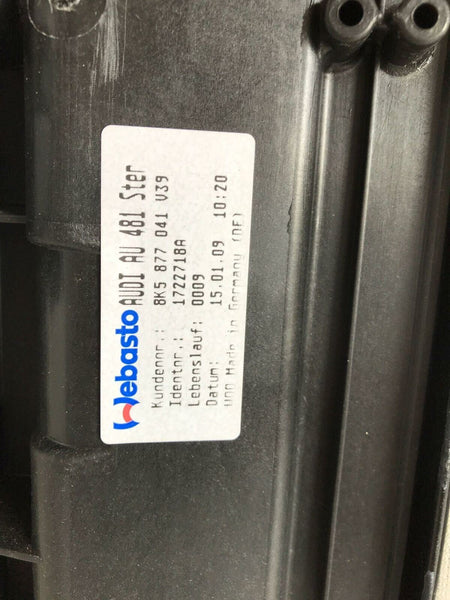 Webasto AUDI AU 481 Ster
Kundennr.: 8K5 877 041 V39
Identnr.: 1722718A
Lebenslauf: 0009
Datum: 15.01.09 10:20
Made in Germany (DE)